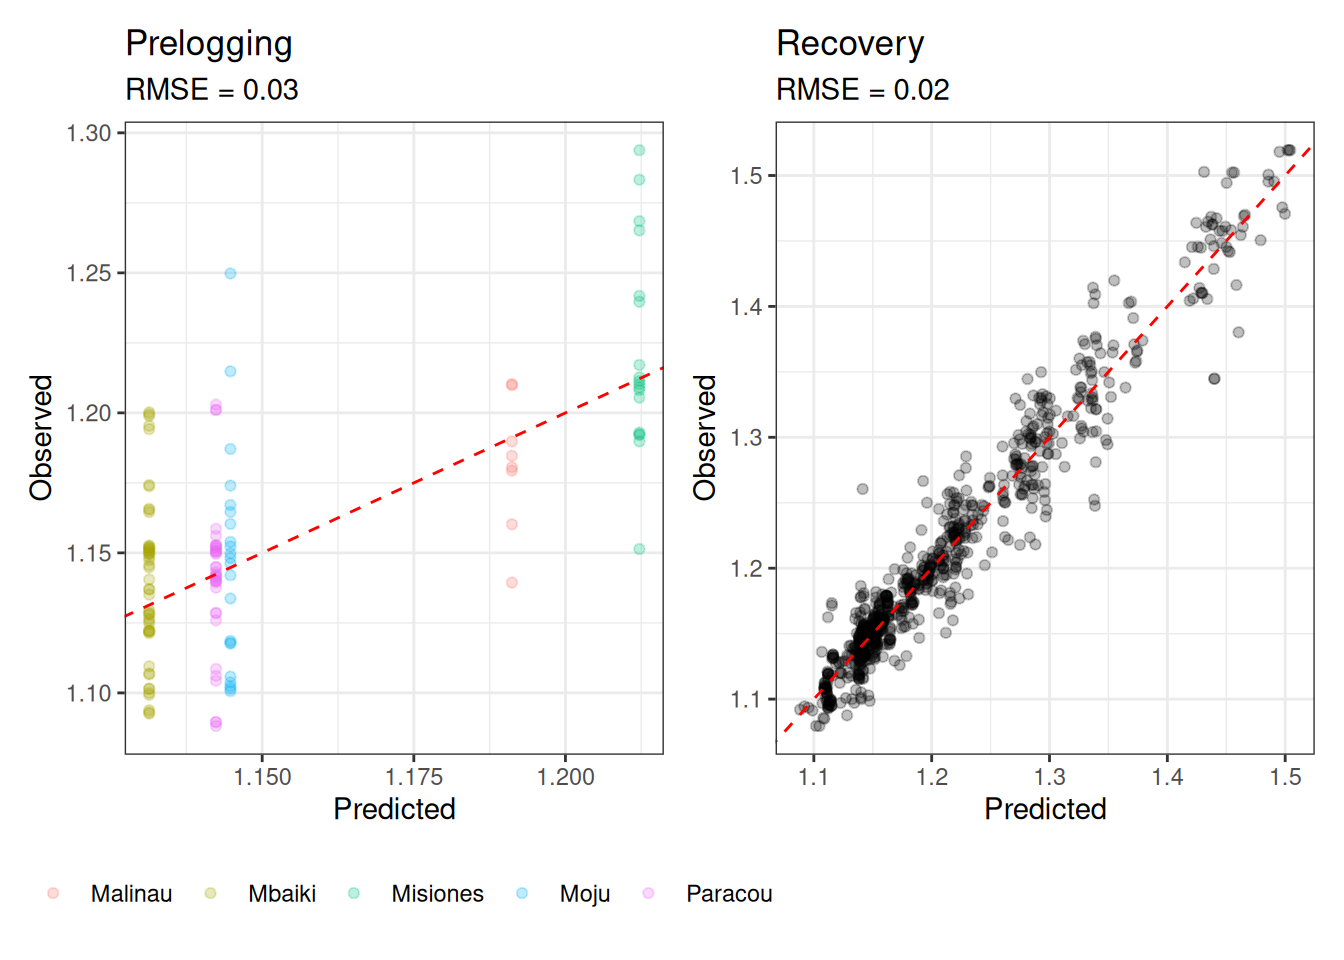 Prelogging
RMSE = 0.03
1.30
1.25
1.20
1.15
1.10
Observed
1.150 1.175 1.200
Predicted
Recovery
RMSE = 0.02
1.5
1.4
1.3
1.2
1.1
Observed
1.1 1.2 1.3 1.4 1.5
Predicted
Malinau Mbaiki Misiones Moju Paracou